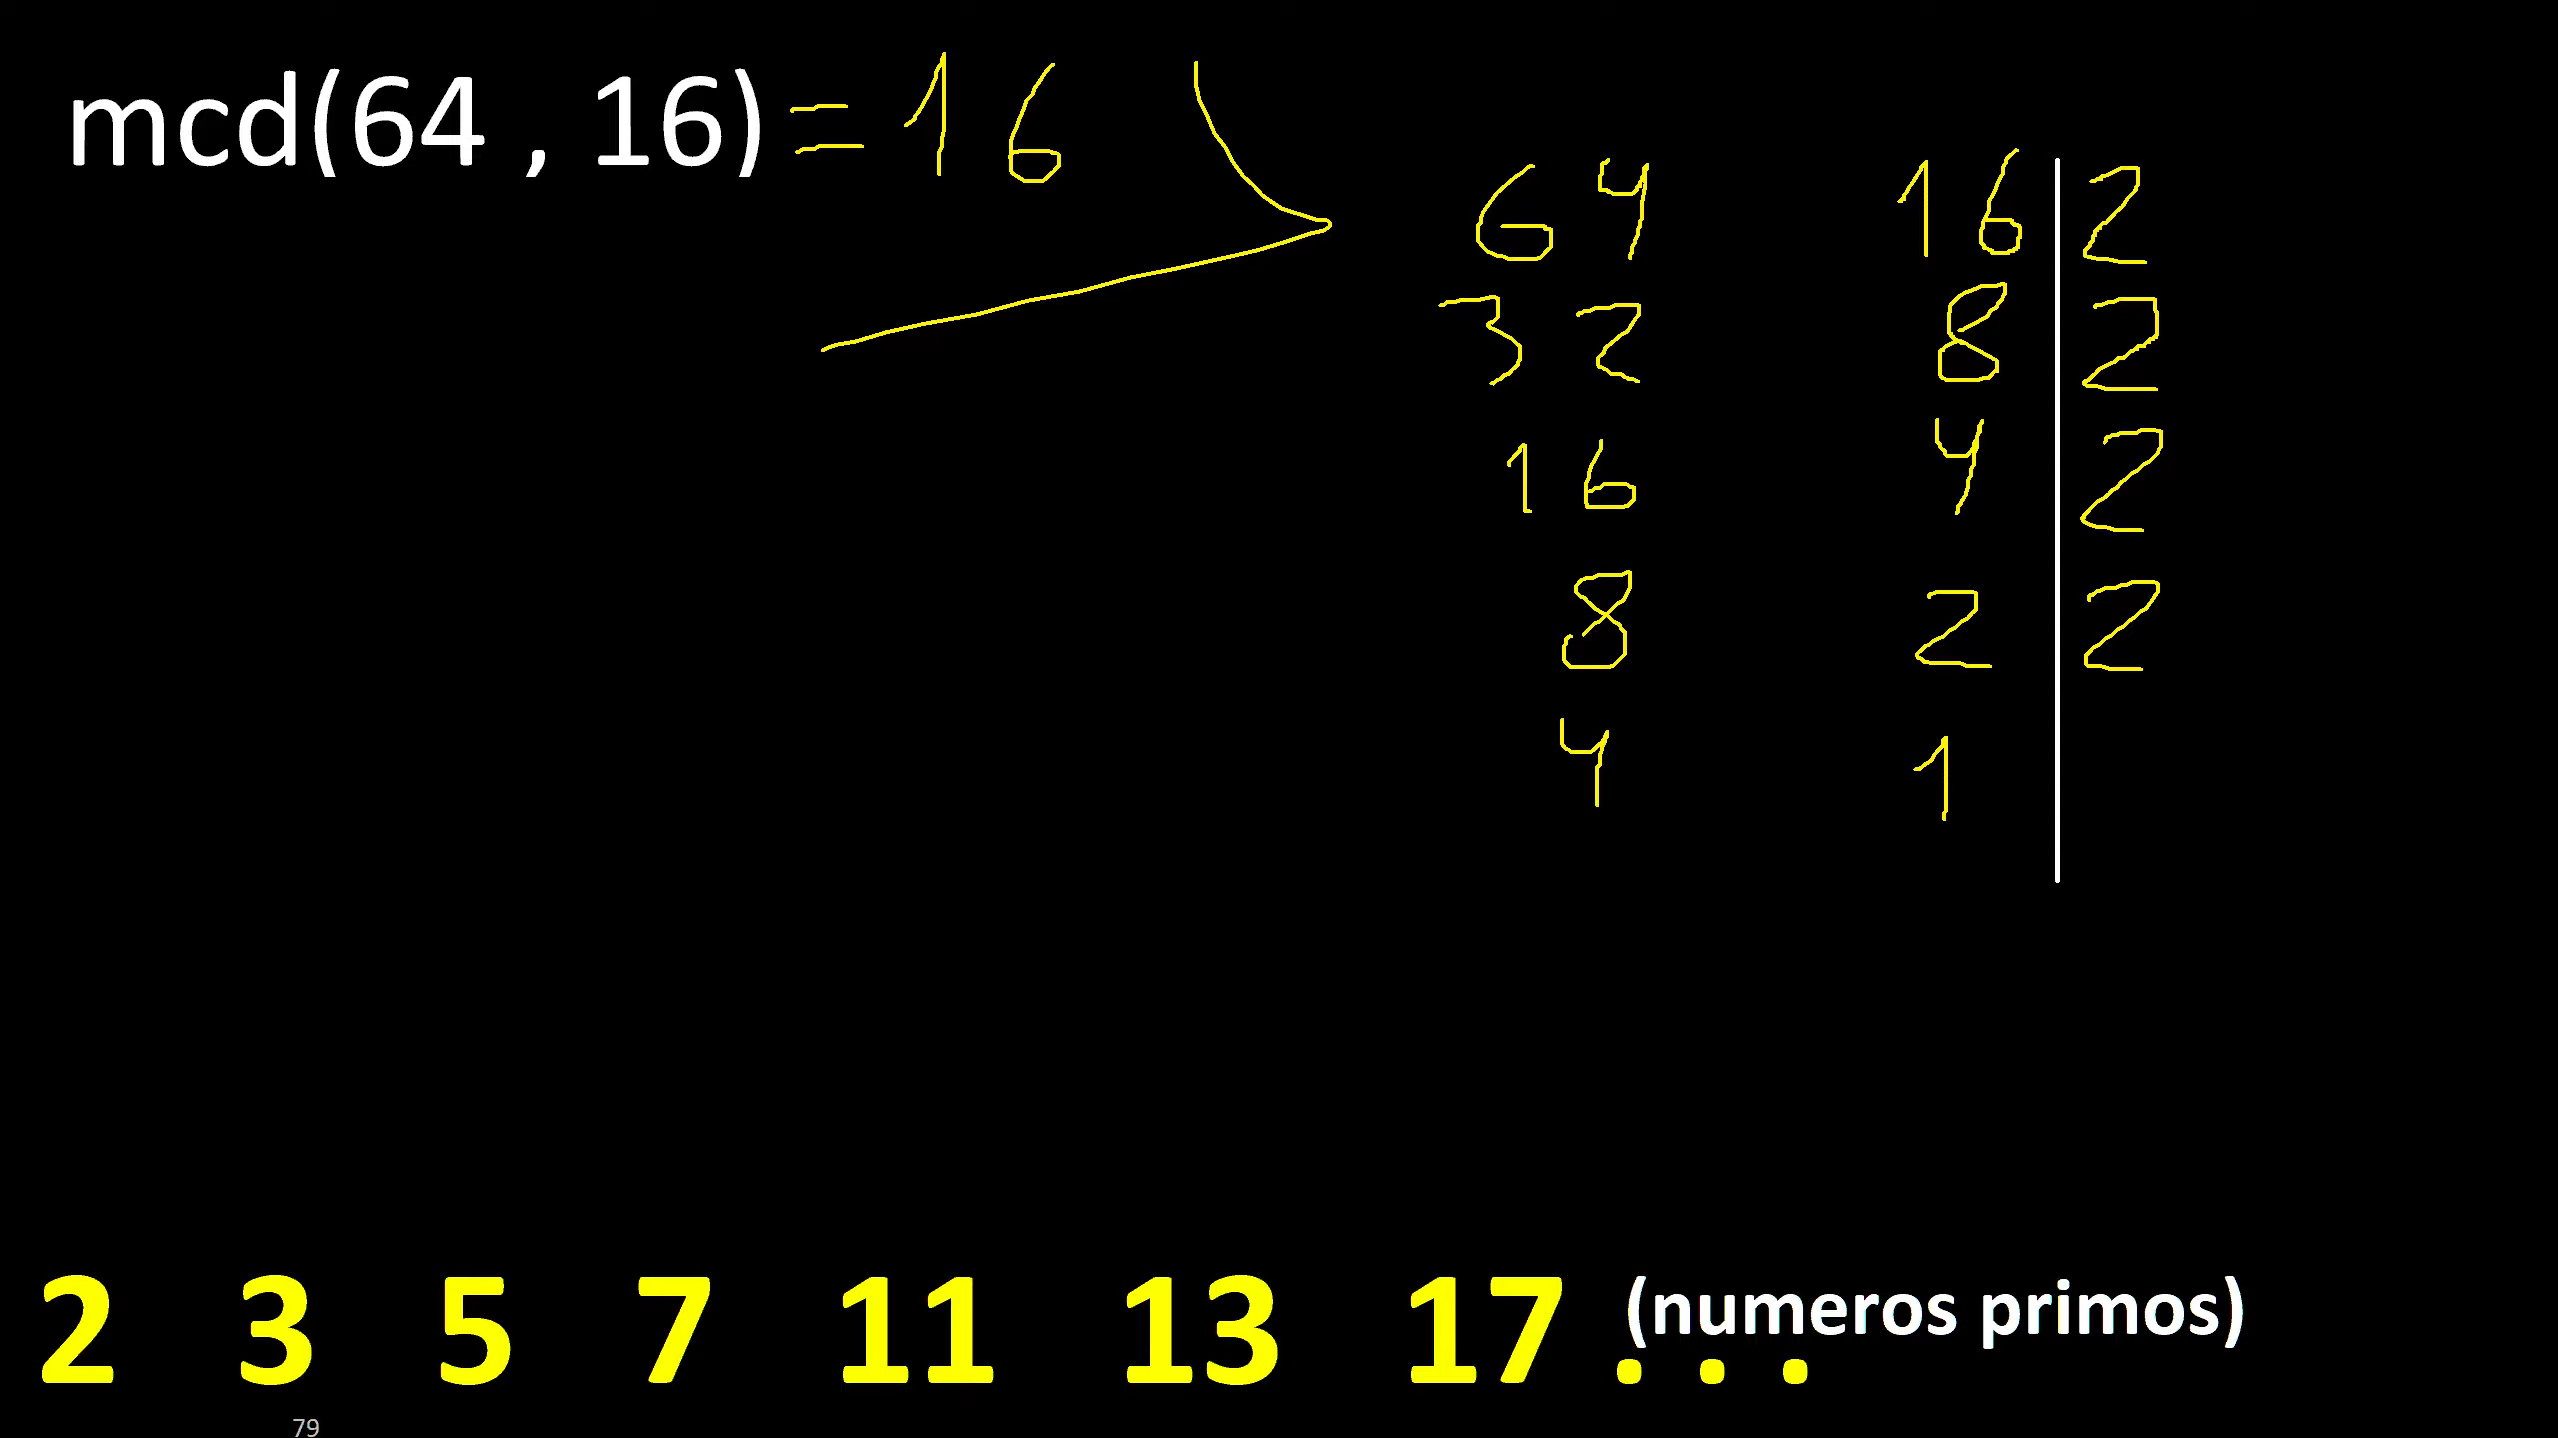 mcd(64 , 16) = 16
64 16 2
32 8 2
16 4 2
8 2 2
4 1
2 3 5 7 11 13 17 . . . (numeros primos)
79